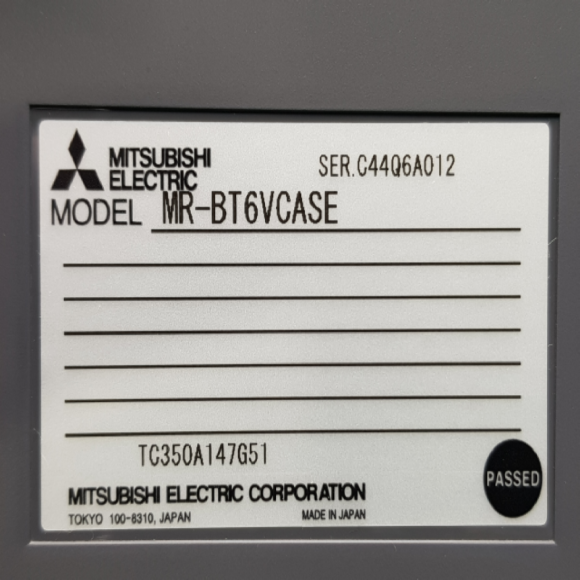 MITSUBISHI
ELECTRIC
SER.C44Q6A012
MODEL MR-BT6VCASE
TC350A147G51
PASSED
MITSUBISHI ELECTRIC CORPORATION
TOKYO 100-8310, JAPAN MADE IN JAPAN